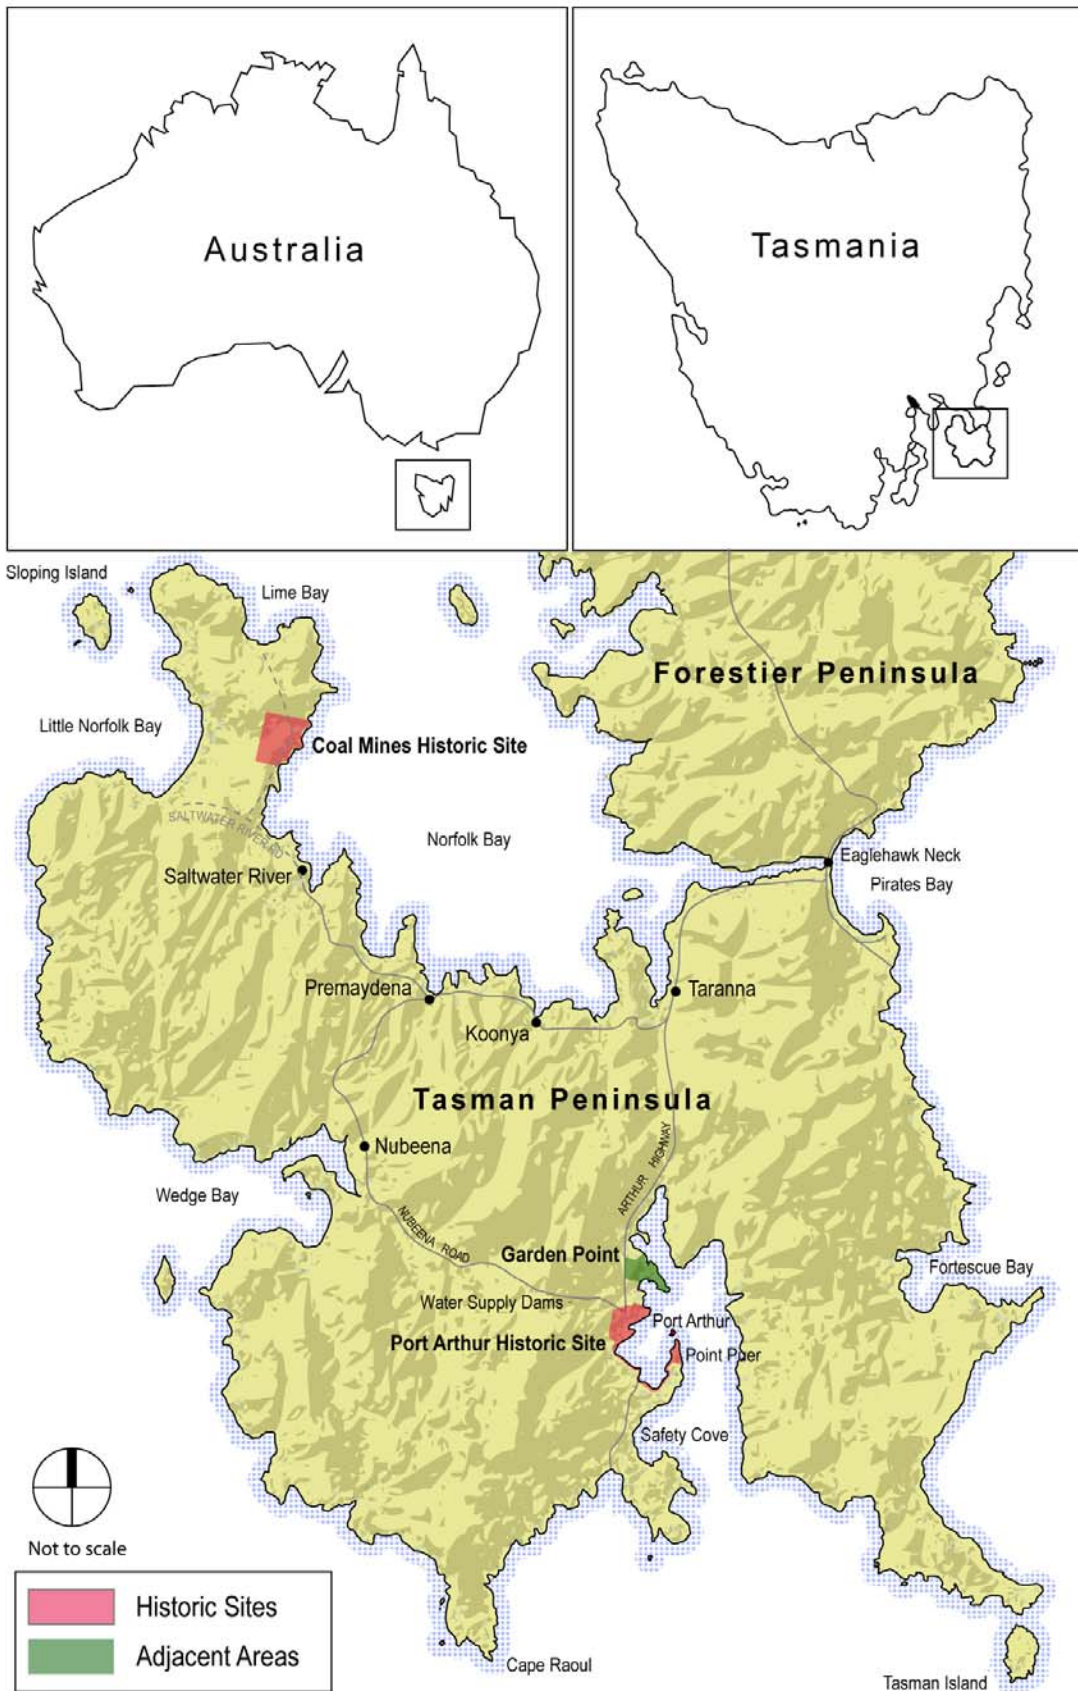 Australia
Tasmania
Sloping Island
Lime Bay
Forestier Peninsula
Little Norfolk Bay
Coal Mines Historic Site
SALTWATER RIVER RD
Norfolk Bay
Eaglehawk Neck
Saltwater River
Pirates Bay
Premaydena
Taranna
Koonya
Tasman Peninsula
ARTHUR HIGHWAY
Nubeena
Wedge Bay
NUBEENA ROAD
Garden Point
Fortescue Bay
Water Supply Dams
Port Arthur
Port Arthur Historic Site
Point Puer
Safety Cove
Not to scale
Historic Sites
Adjacent Areas
Cape Raoul
Tasman Island